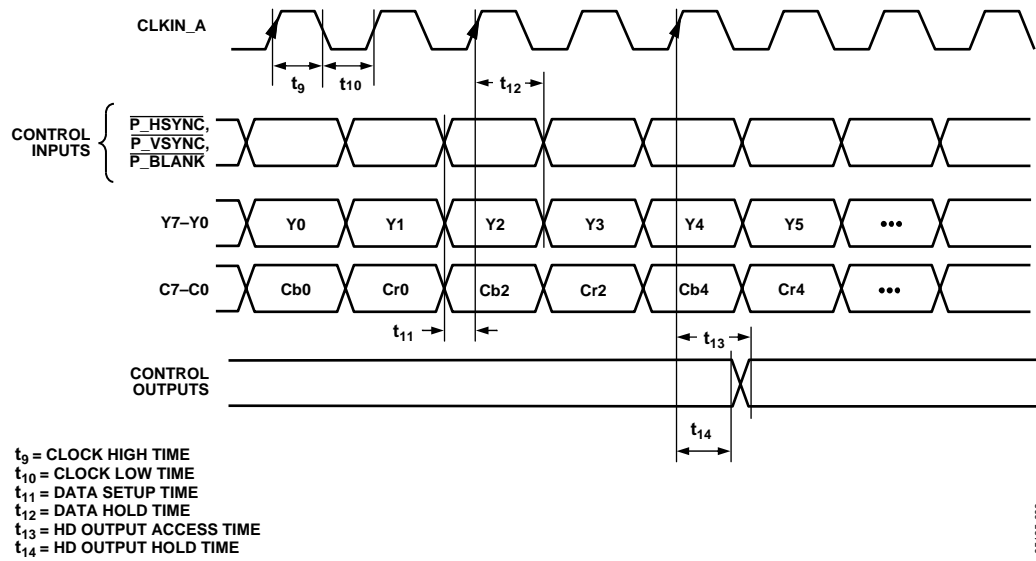 CLKIN_A
t9
t10
t12
CONTROL
INPUTS
P_HSYNC,
P_VSYNC,
P_BLANK
Y7–Y0
Y0
Y1
Y2
Y3
Y4
Y5
•••
C7–C0
Cb0
Cr0
Cb2
Cr2
Cb4
Cr4
•••
t11
t13
CONTROL
OUTPUTS
t14
t9 = CLOCK HIGH TIME
t10 = CLOCK LOW TIME
t11 = DATA SETUP TIME
t12 = DATA HOLD TIME
t13 = HD OUTPUT ACCESS TIME
t14 = HD OUTPUT HOLD TIME